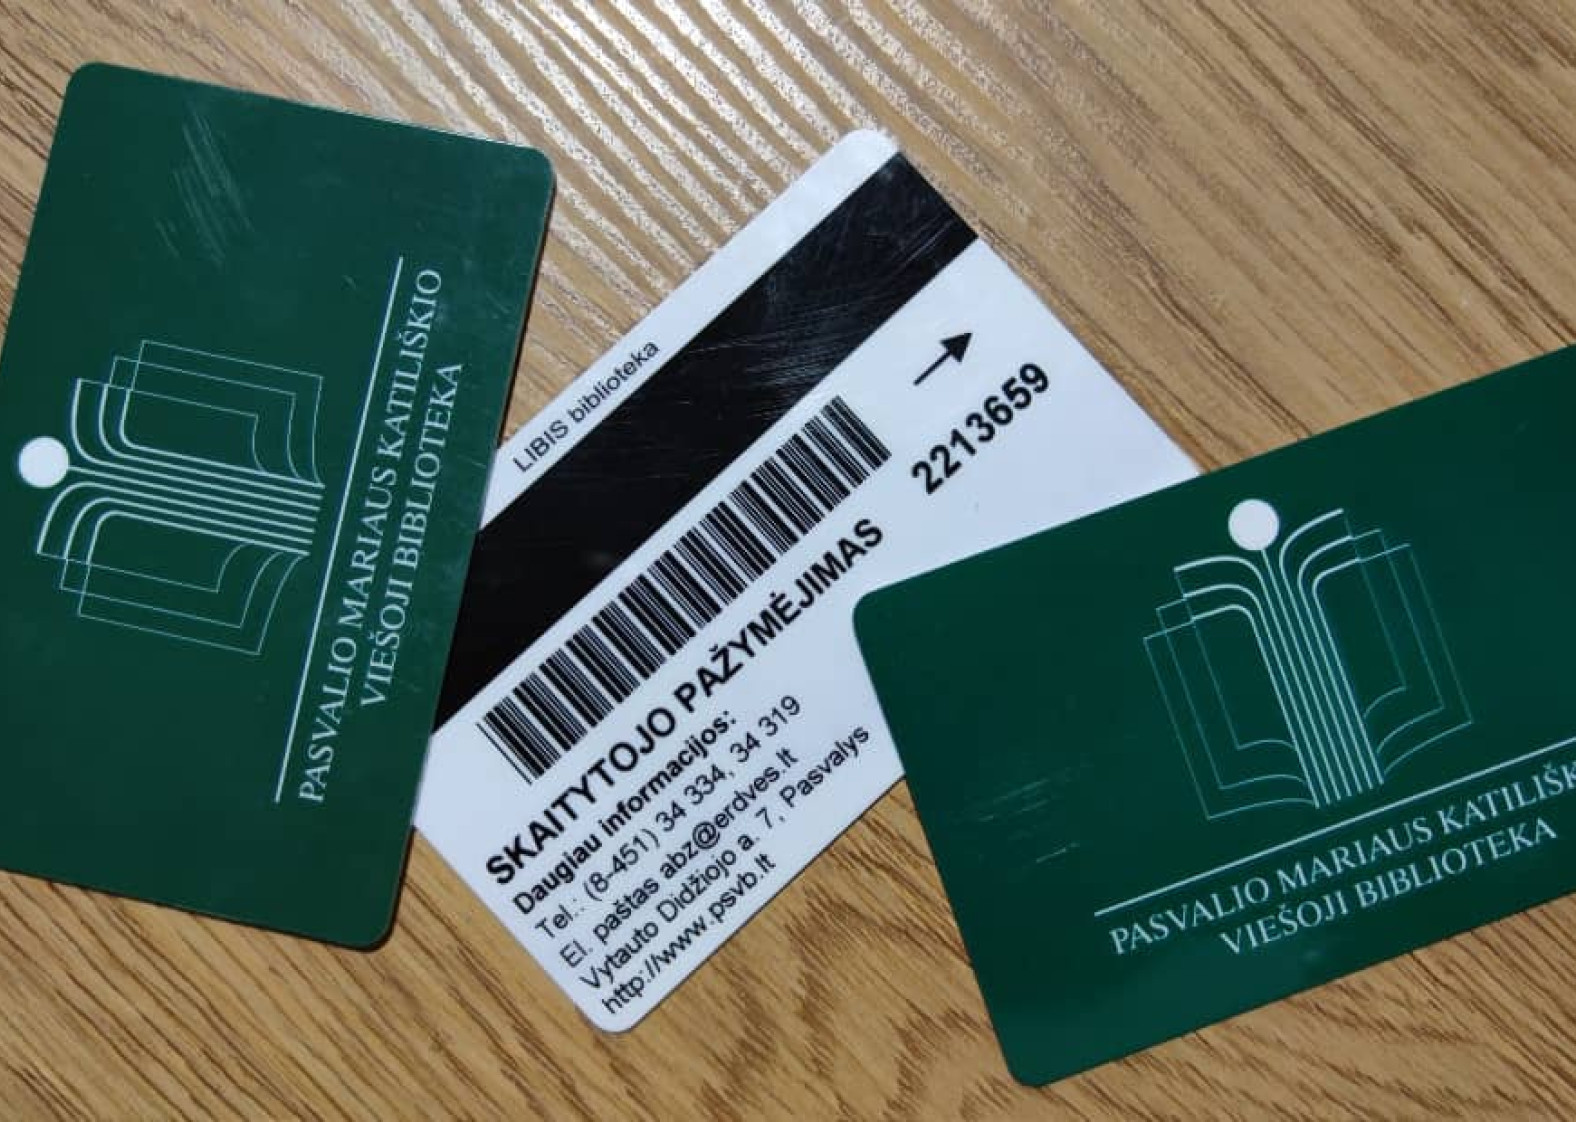 PASVALIO MARIAUS KATILIŠKIO
VIEŠOJI BIBLIOTEKA
LIBIS biblioteka
2213659
SKAITYTOJO PAŽYMĖJIMAS
Daugiau informacijos:
Tel.: (8-451) 34 334, 34 319
El. paštas abz@erdves.lt
Vytauto Didžiojo a. 7, Pasvalys
http://www.psvb.lt
PASVALIO MARIAUS KATILIŠK
VIEŠOJI BIBLIOTEKA